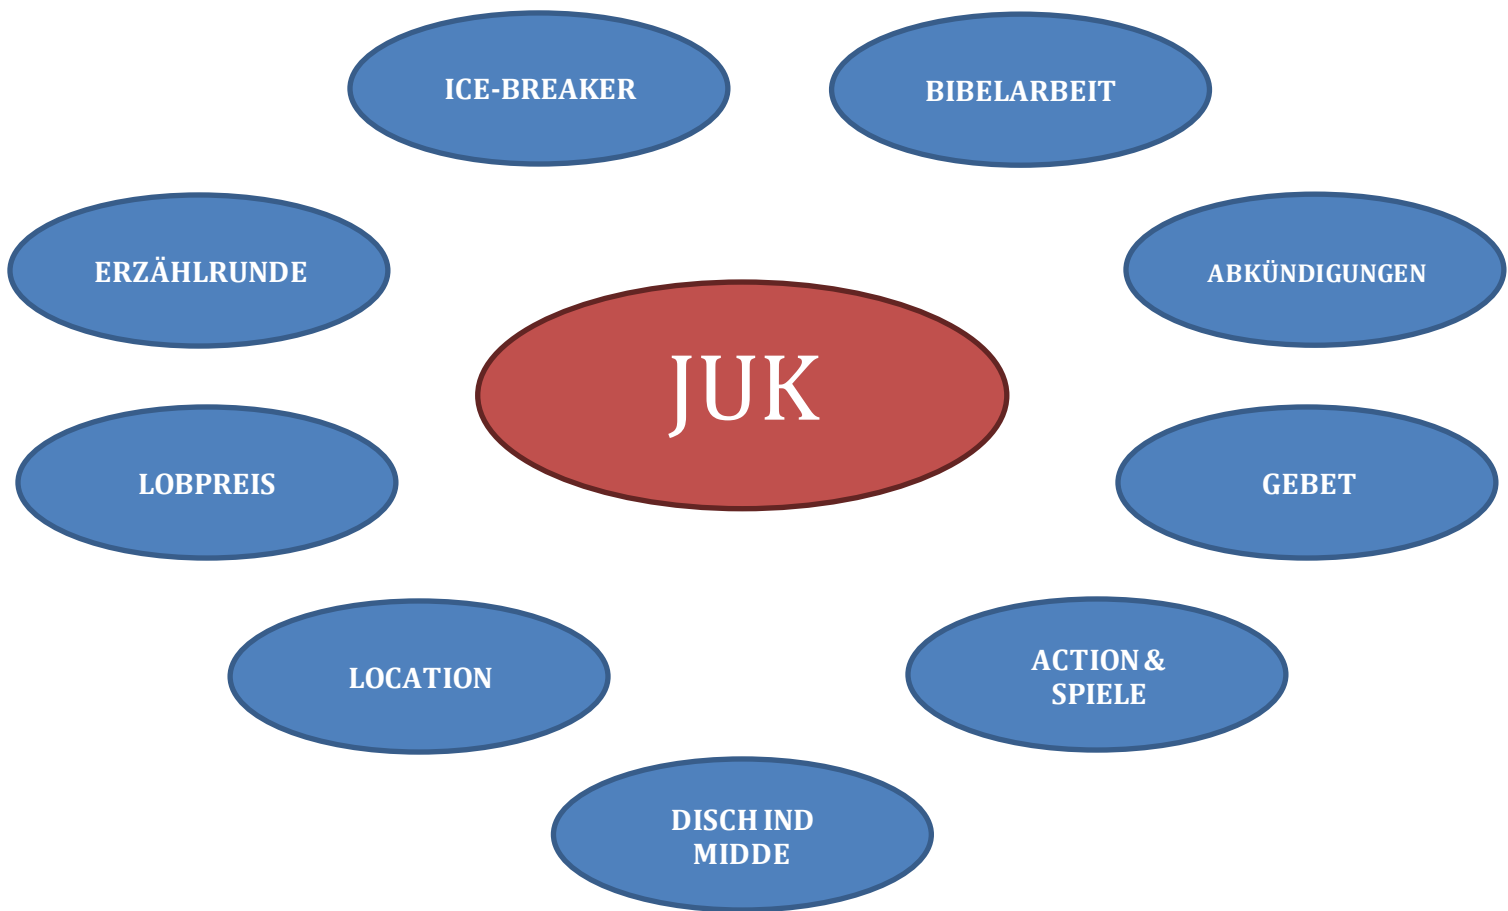 ICE-BREAKER
BIBELARBEIT
ERZÄHLRUNDE
ABKÜNDIGUNGEN
JUK
LOBPREIS
GEBET
LOCATION
ACTION &
SPIELE
DISCH IND
MIDDE